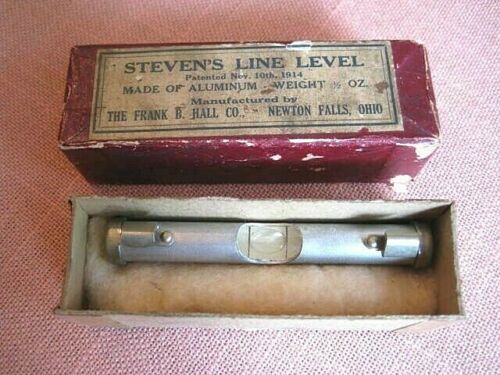 STEVEN'S LINE LEVEL
Patented Nov. 10th, 1914
MADE OF ALUMINUM - WEIGHT ½ OZ.
Manufactured by
THE FRANK B. HALL CO., - NEWTON FALLS, OHIO